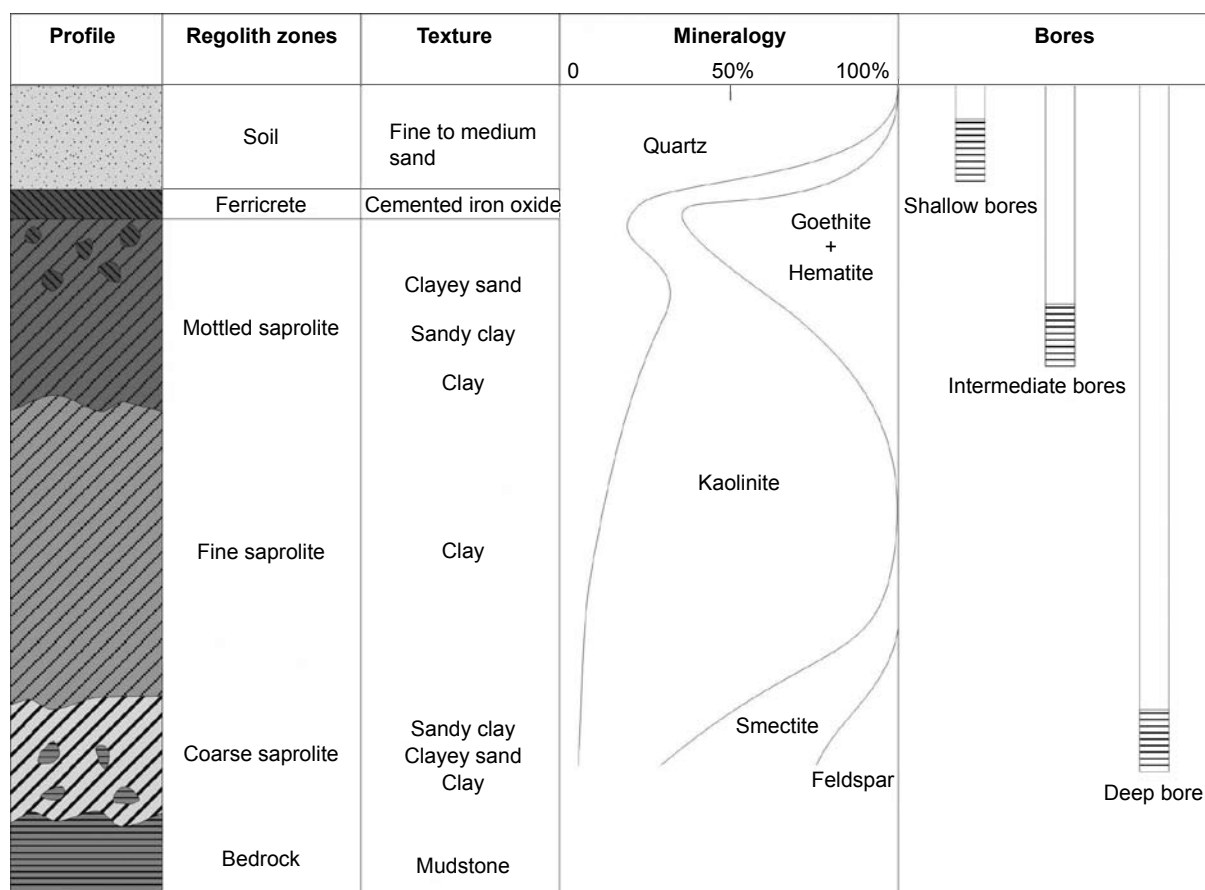 Profile
Regolith zones
Texture
Mineralogy
Bores
0
50%
100%
Soil
Fine to medium
sand
Quartz
Ferricrete
Cemented iron oxide
Shallow bores
Goethite
+
Hematite
Mottled saprolite
Clayey sand
Sandy clay
Clay
Intermediate bores
Kaolinite
Fine saprolite
Clay
Coarse saprolite
Sandy clay
Clayey sand
Clay
Smectite
Feldspar
Deep bore
Bedrock
Mudstone